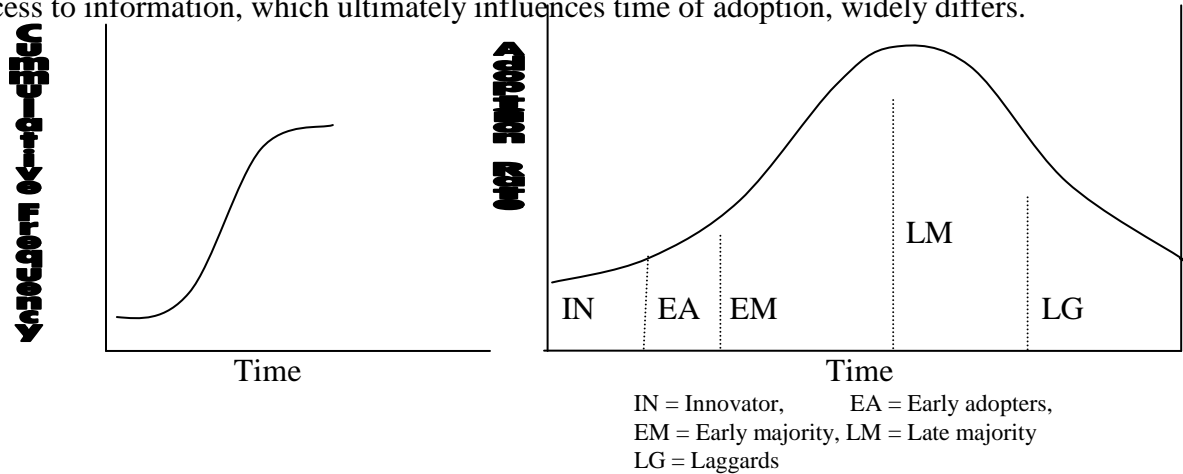 cess to information, which ultimately influences time of adoption, widely differs.
Cummulative Frequency
Adoption Rate
LM
IN EA EM LG
Time Time
IN = Innovator, EA = Early adopters,
EM = Early majority, LM = Late majority
LG = Laggards